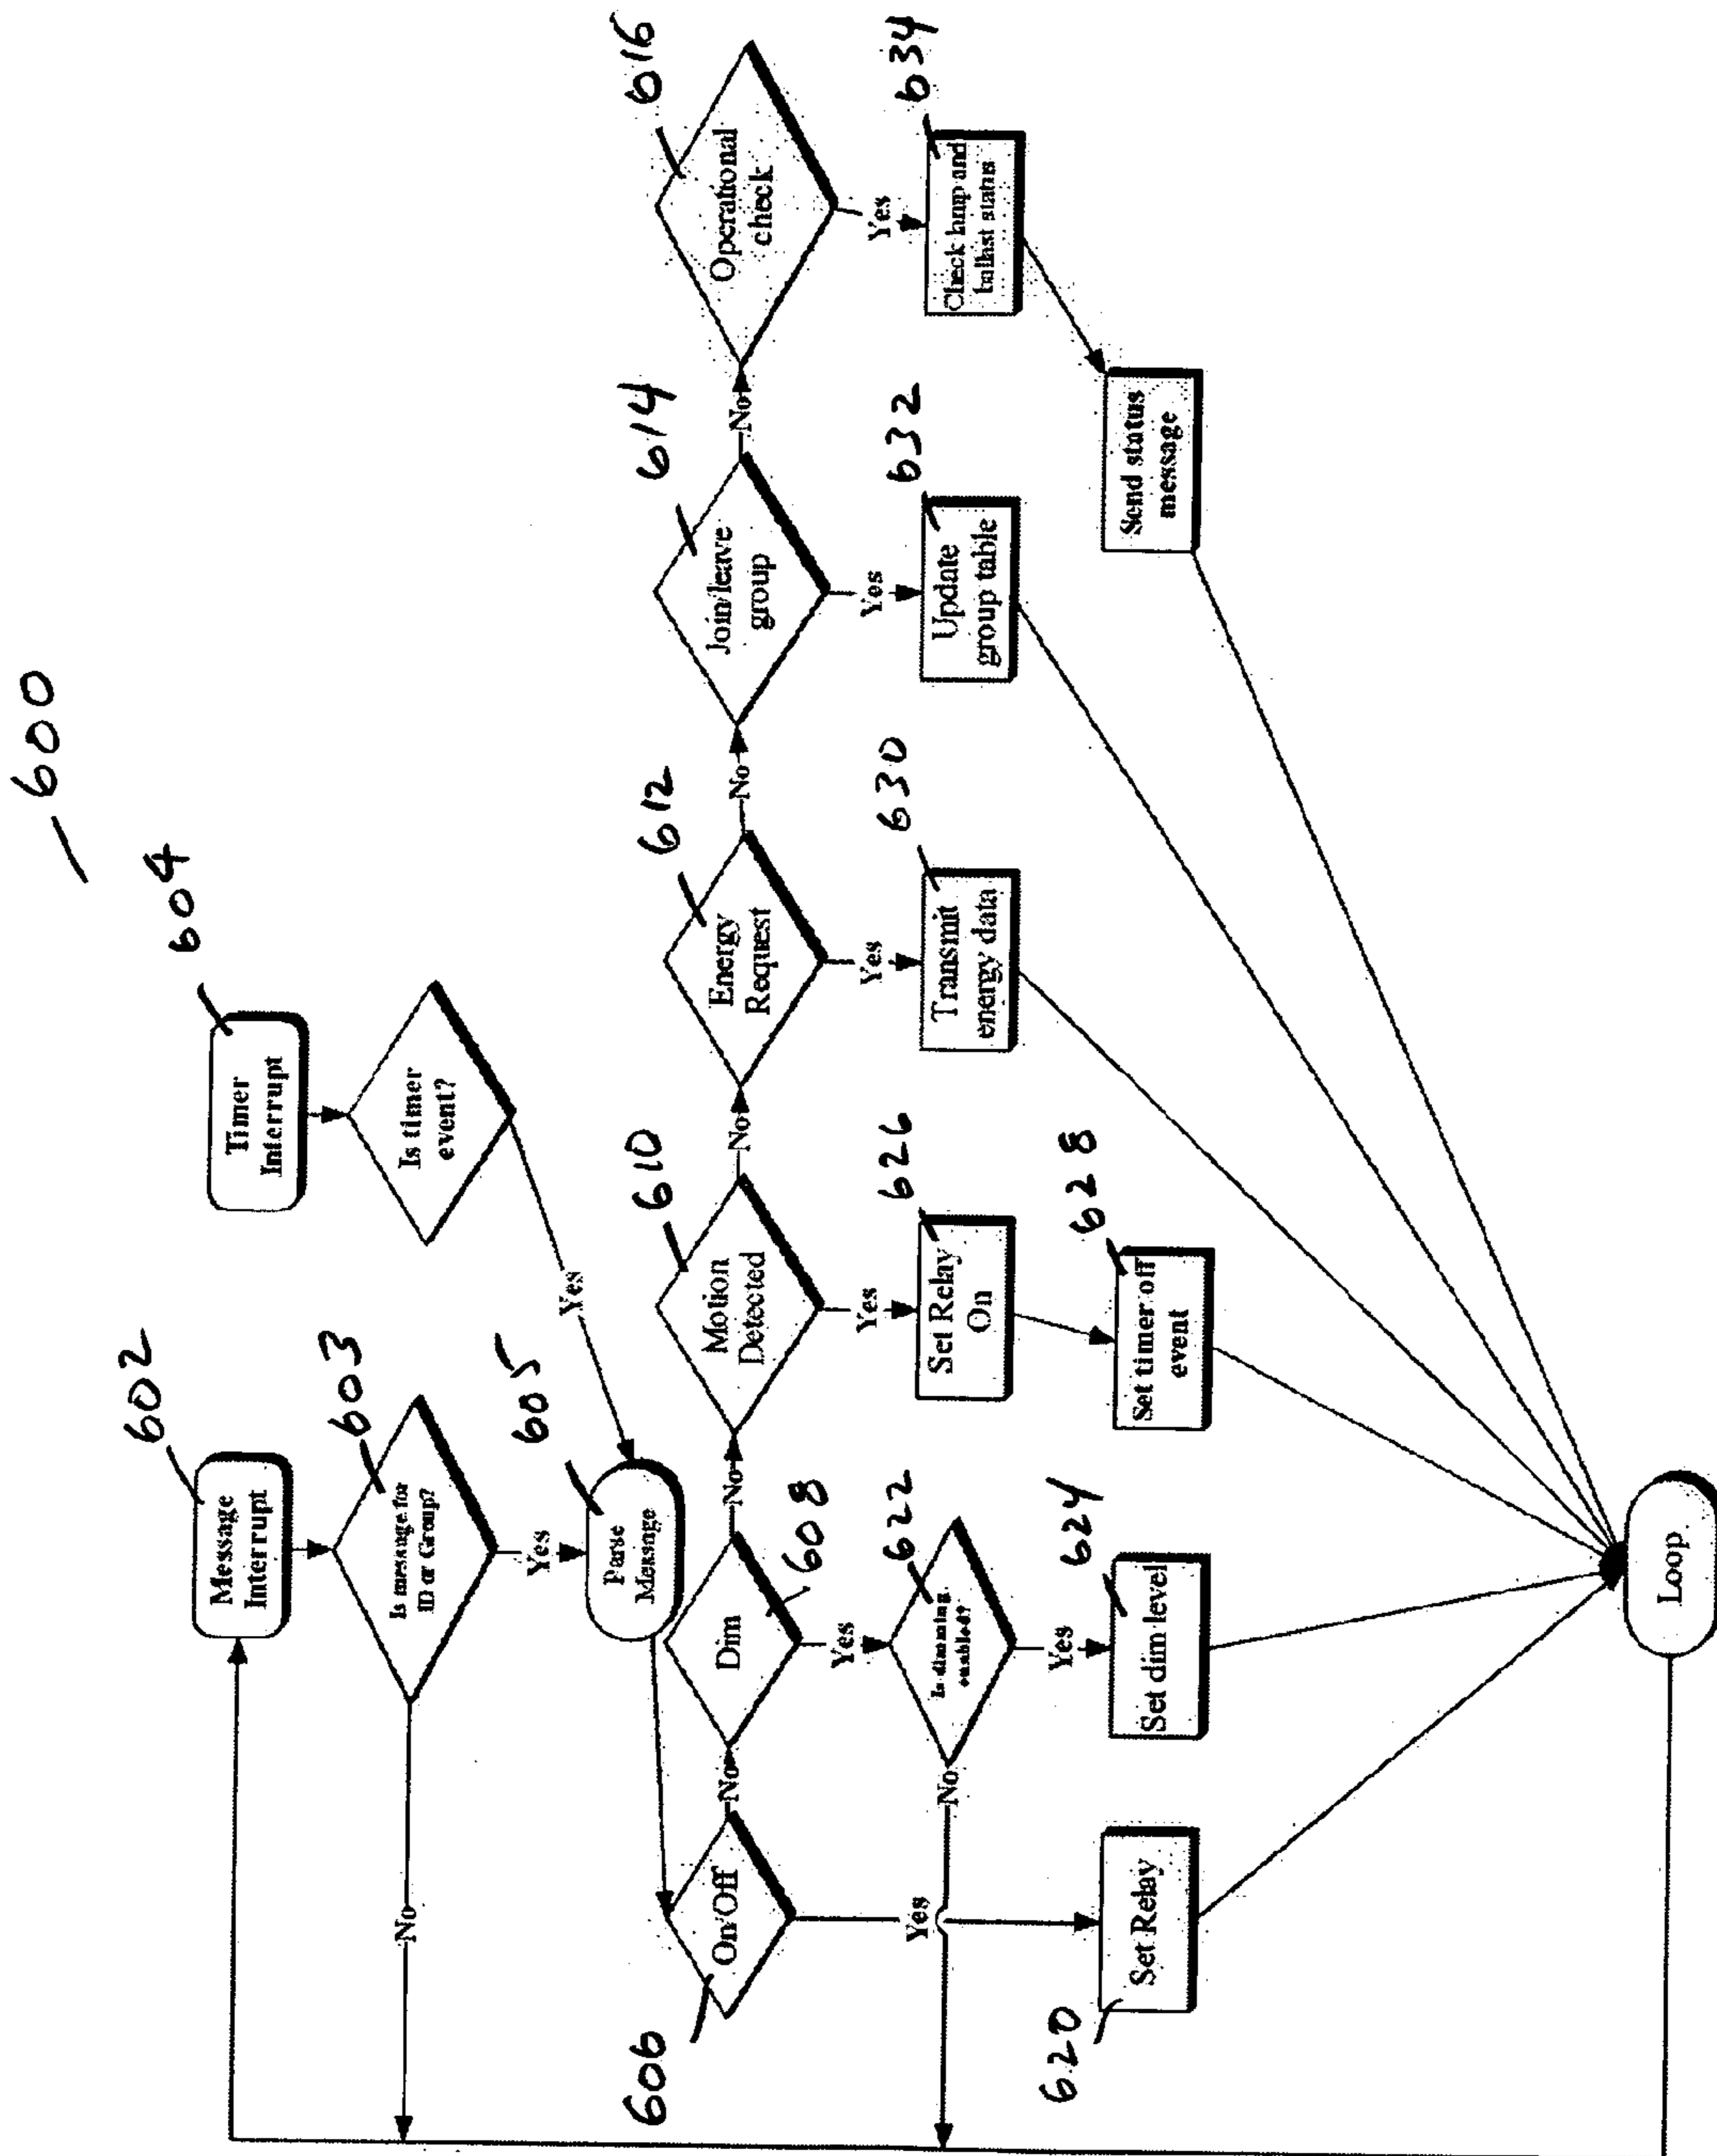 600
602
Message
Interrupt
604
Timer
Interrupt
603
Is message for
ID or Group?
Is timer
event?
No
Yes
Yes
605
Parse
Message
606
On/Off
No
Dim
608
No
610
Motion
Detected
No
612
Energy
Request
No
614
Join/leave
group
No
616
Operational
check
Yes
Yes
Yes
Yes
Yes
Yes
622
Is dimming
enabled?
No
Yes
626
Set Relay
On
630
Transmit
energy data
632
Update
group table
634
Check lamp and
ballast status
620
Set Relay
624
Set dim level
628
Set timer off
event
Send status
message
Loop